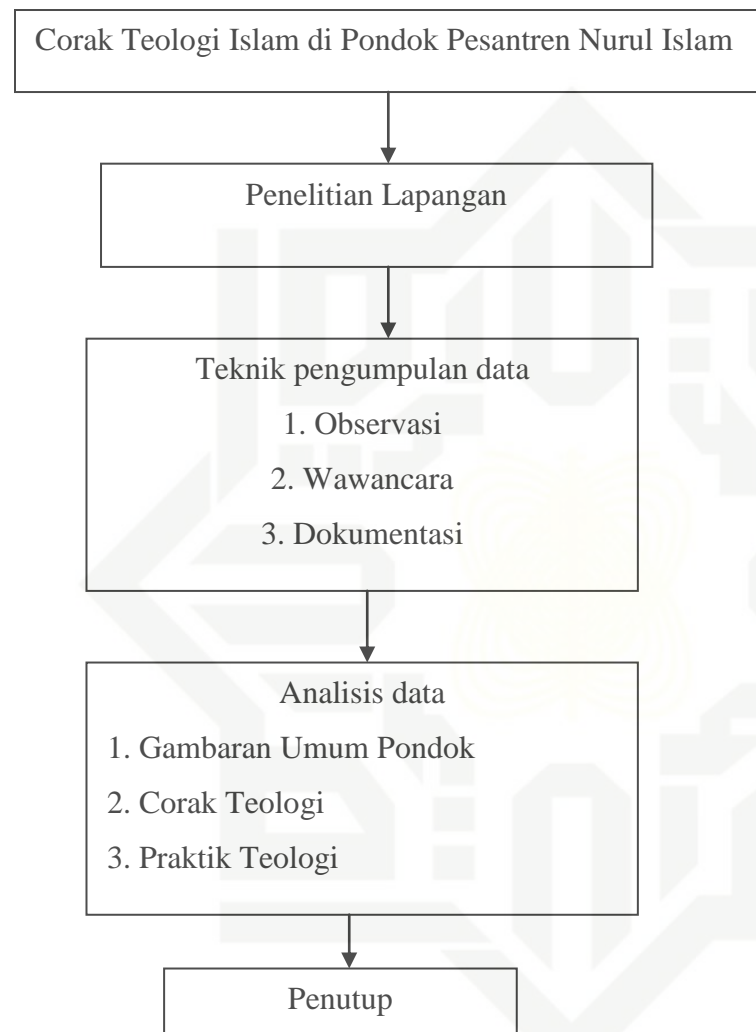 Corak Teologi Islam di Pondok Pesantren Nurul Islam
Penelitian Lapangan
Teknik pengumpulan data
1. Observasi
2. Wawancara
3. Dokumentasi
Analisis data
1. Gambaran Umum Pondok
2. Corak Teologi
3. Praktik Teologi
Penutup